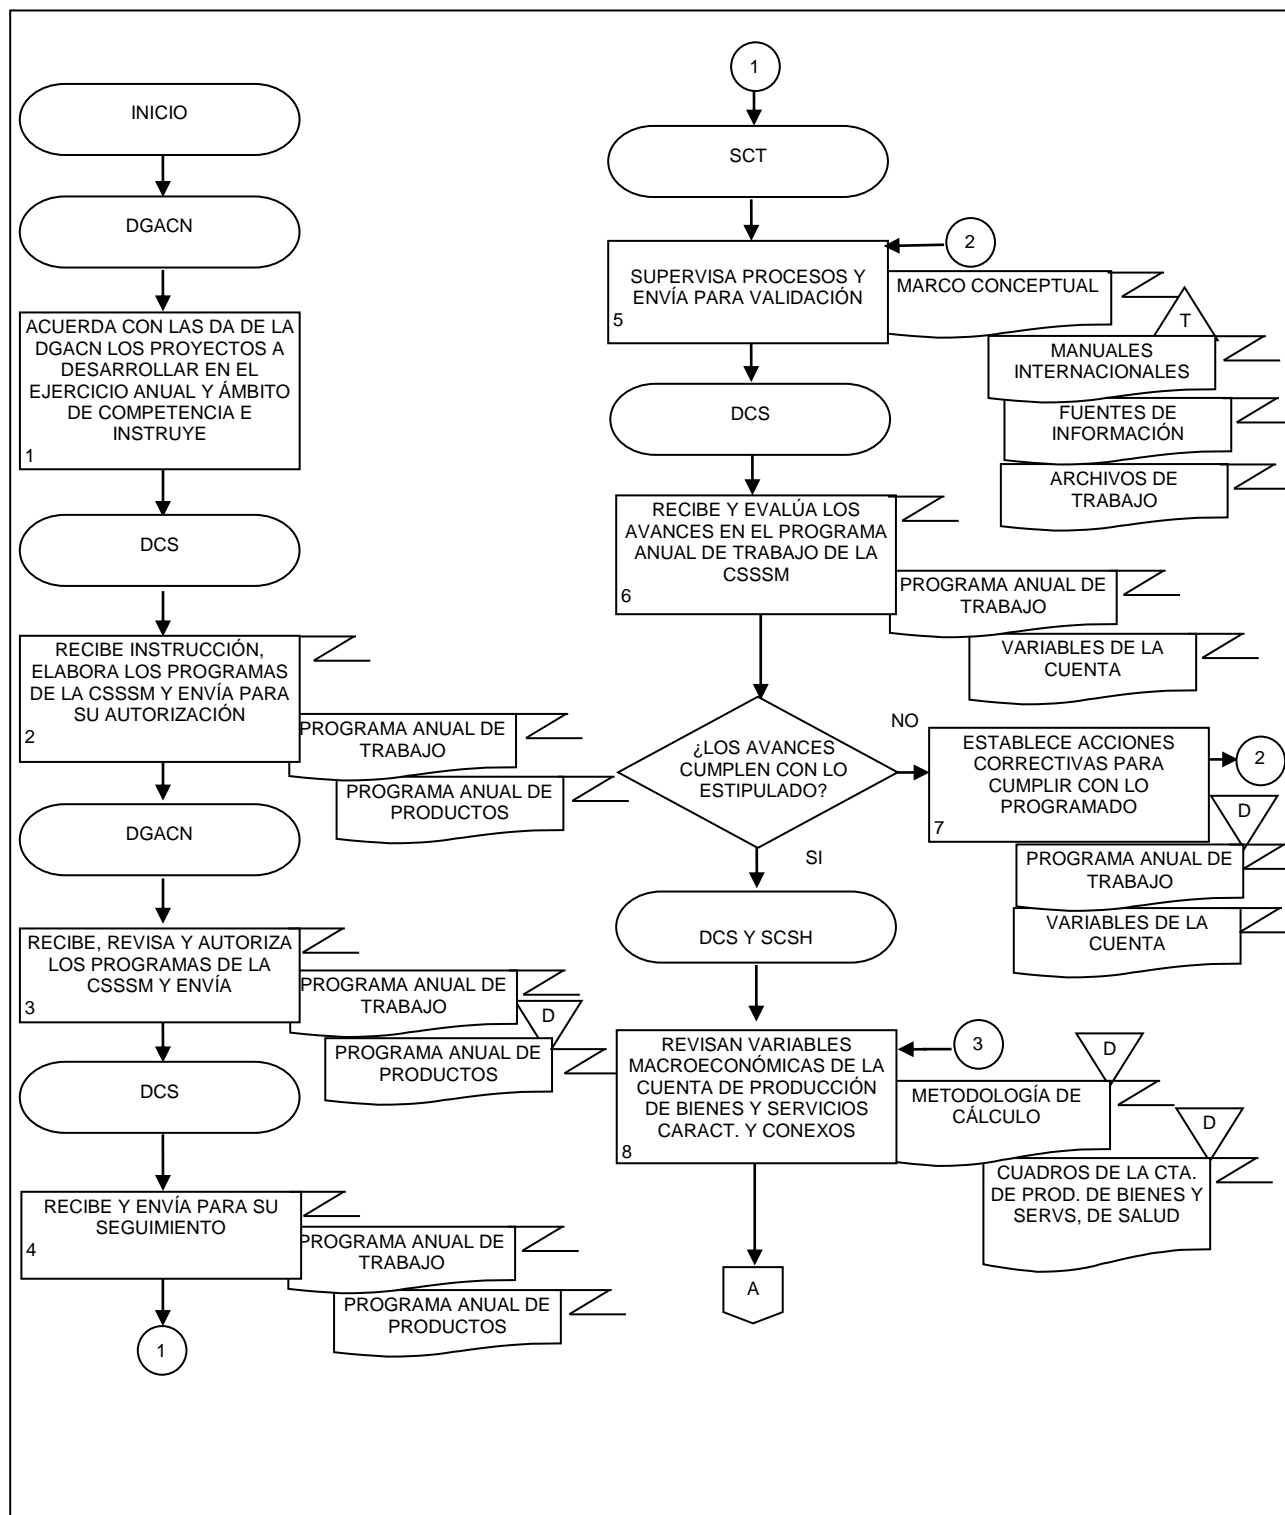 INICIO
DGACN
ACUERDA CON LAS DA DE LA
DGACN LOS PROYECTOS A
DESARROLLAR EN EL
EJERCICIO ANUAL Y ÁMBITO
DE COMPETENCIA E
INSTRUYE
1
DCS
RECIBE INSTRUCCIÓN,
ELABORA LOS PROGRAMAS
DE LA CSSSM Y ENVÍA PARA
SU AUTORIZACIÓN
2
PROGRAMA ANUAL DE
TRABAJO
PROGRAMA ANUAL DE
PRODUCTOS
DGACN
RECIBE, REVISA Y AUTORIZA
LOS PROGRAMAS DE LA
CSSSM Y ENVÍA
3
PROGRAMA ANUAL DE
TRABAJO
D
PROGRAMA ANUAL DE
PRODUCTOS
DCS
RECIBE Y ENVÍA PARA SU
SEGUIMIENTO
4
PROGRAMA ANUAL DE
TRABAJO
PROGRAMA ANUAL DE
PRODUCTOS
1
1
SCT
2
SUPERVISA PROCESOS Y
ENVÍA PARA VALIDACIÓN
5
MARCO CONCEPTUAL
T
MANUALES
INTERNACIONALES
FUENTES DE
INFORMACIÓN
ARCHIVOS DE
TRABAJO
DCS
RECIBE Y EVALÚA LOS
AVANCES EN EL PROGRAMA
ANUAL DE TRABAJO DE LA
CSSSM
6
PROGRAMA ANUAL DE
TRABAJO
VARIABLES DE LA
CUENTA
¿LOS AVANCES
CUMPLEN CON LO
ESTIPULADO?
NO
ESTABLECE ACCIONES
CORRECTIVAS PARA
CUMPLIR CON LO
PROGRAMADO
7
2
D
PROGRAMA ANUAL DE
TRABAJO
VARIABLES DE LA
CUENTA
SI
DCS Y SCSH
3
REVISAN VARIABLES
MACROECONÓMICAS DE LA
CUENTA DE PRODUCCIÓN
DE BIENES Y SERVICIOS
CARACT. Y CONEXOS
8
D
METODOLOGÍA DE
CÁLCULO
D
CUADROS DE LA CTA.
DE PROD. DE BIENES Y
SERVS, DE SALUD
A